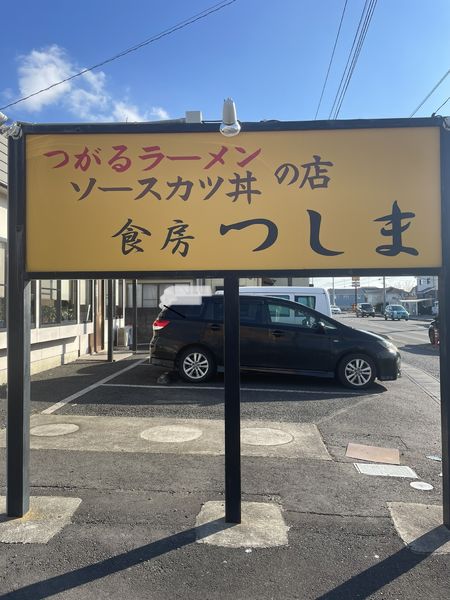 つがるラーメン
ソースカツ丼
の店
食房 つしま